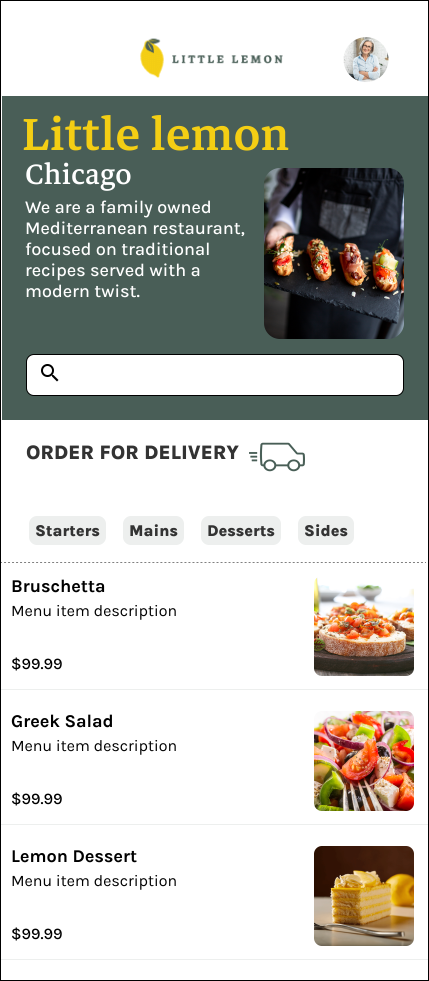 LITTLE LEMON
Little lemon
Chicago
We are a family owned
Mediterranean restaurant,
focused on traditional
recipes served with a
modern twist.
ORDER FOR DELIVERY
Starters Mains Desserts Sides
Bruschetta
Menu item description
$99.99
Greek Salad
Menu item description
$99.99
Lemon Dessert
Menu item description
$99.99